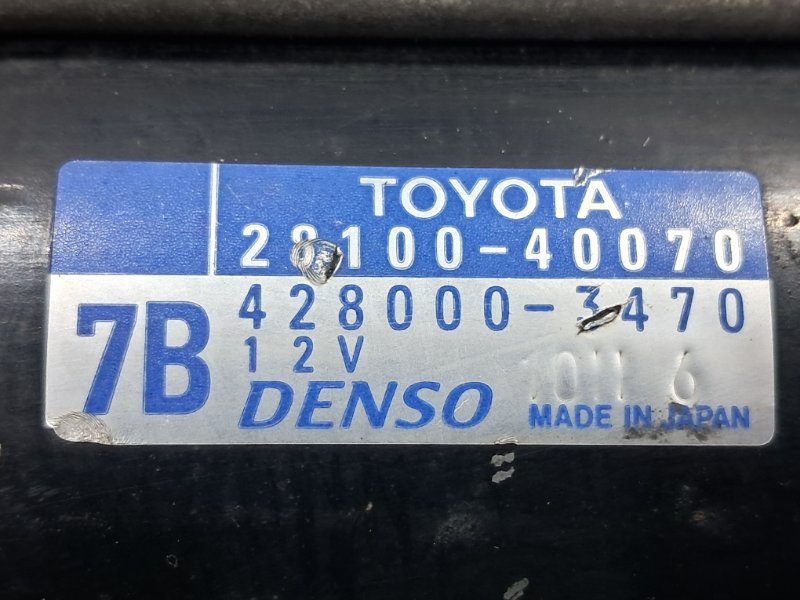 TOYOTA
28100-40070
7B
428000-3470
12V
DENSO
MADE IN JAPAN